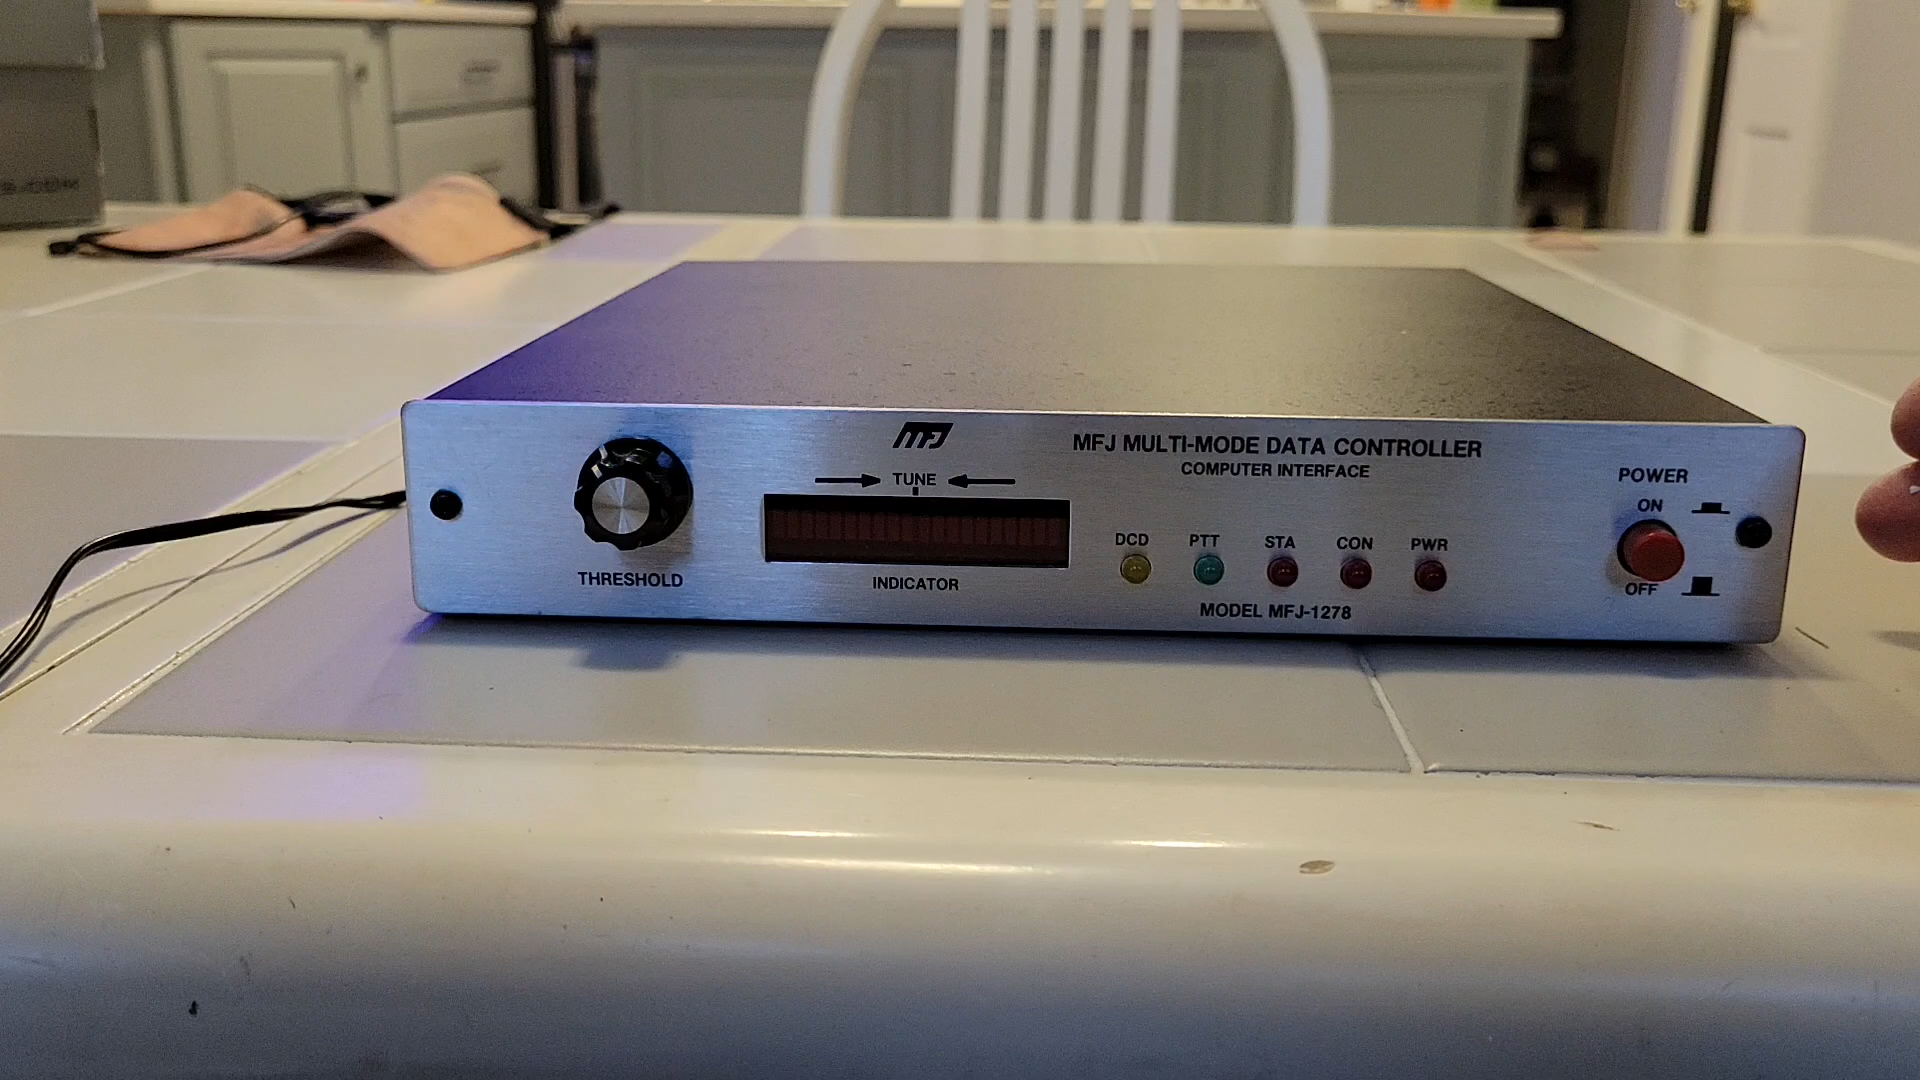 MFJ
MFJ MULTI-MODE DATA CONTROLLER
COMPUTER INTERFACE
TUNE
THRESHOLD
INDICATOR
DCD PTT STA CON PWR
MODEL MFJ-1278
POWER
ON
OFF